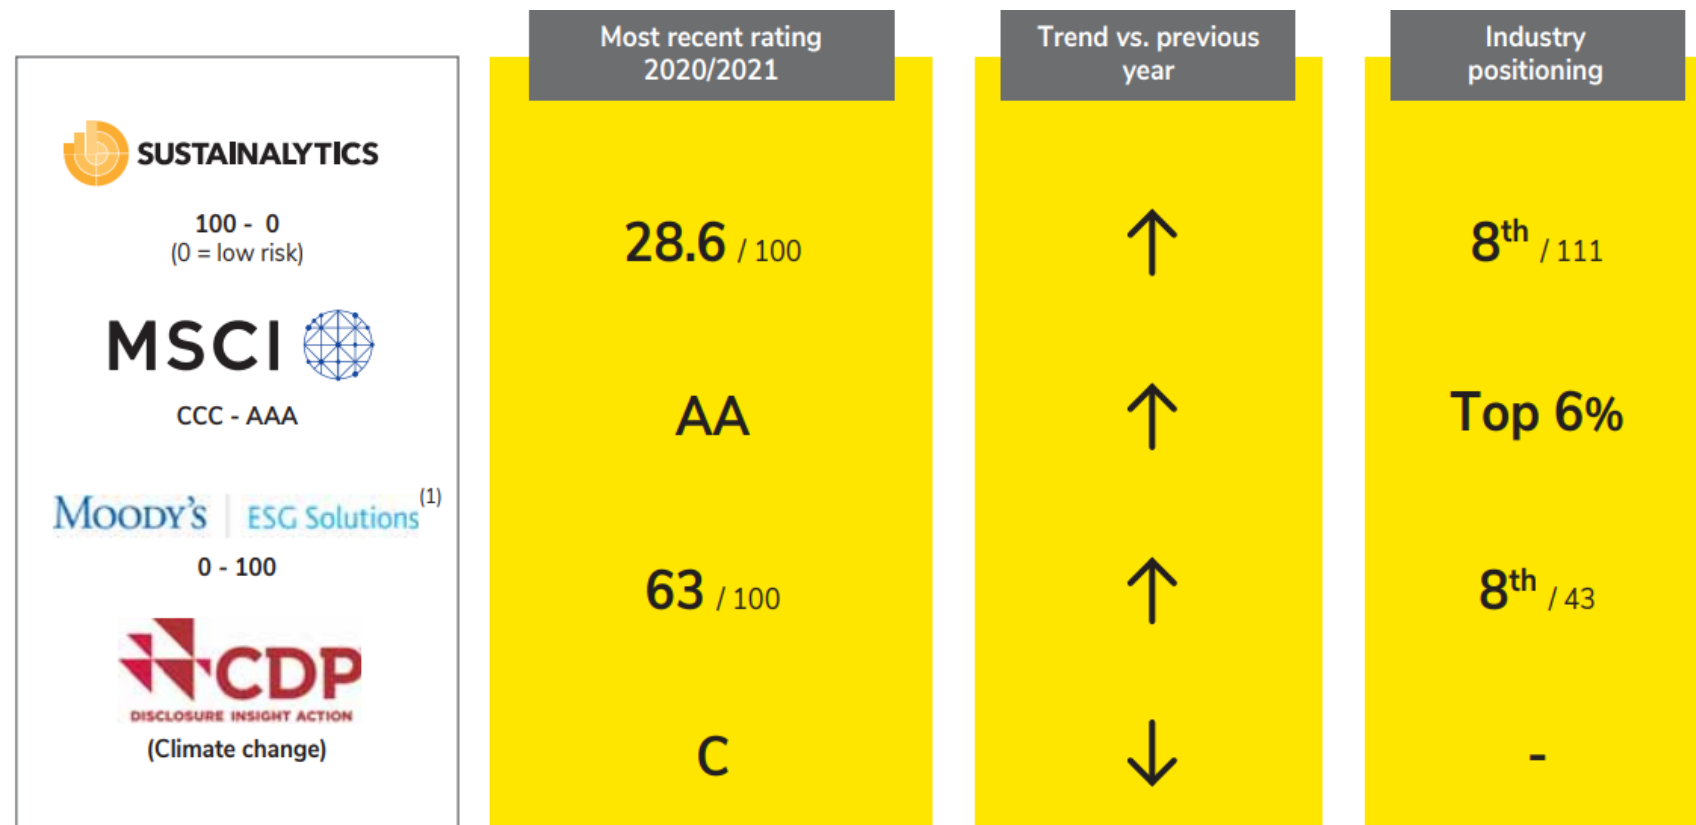 Most recent rating
2020/2021
Trend vs. previous
year
Industry
positioning
SUSTAINALYTICS
100 - 0
(0 = low risk)
28.6 / 100
8th / 111
MSCI
CCC - AAA
AA
Top 6%
MOODY'S ESG Solutions(1)
0 - 100
63 / 100
8th / 43
CDP
DISCLOSURE INSIGHT ACTION
(Climate change)
C
-